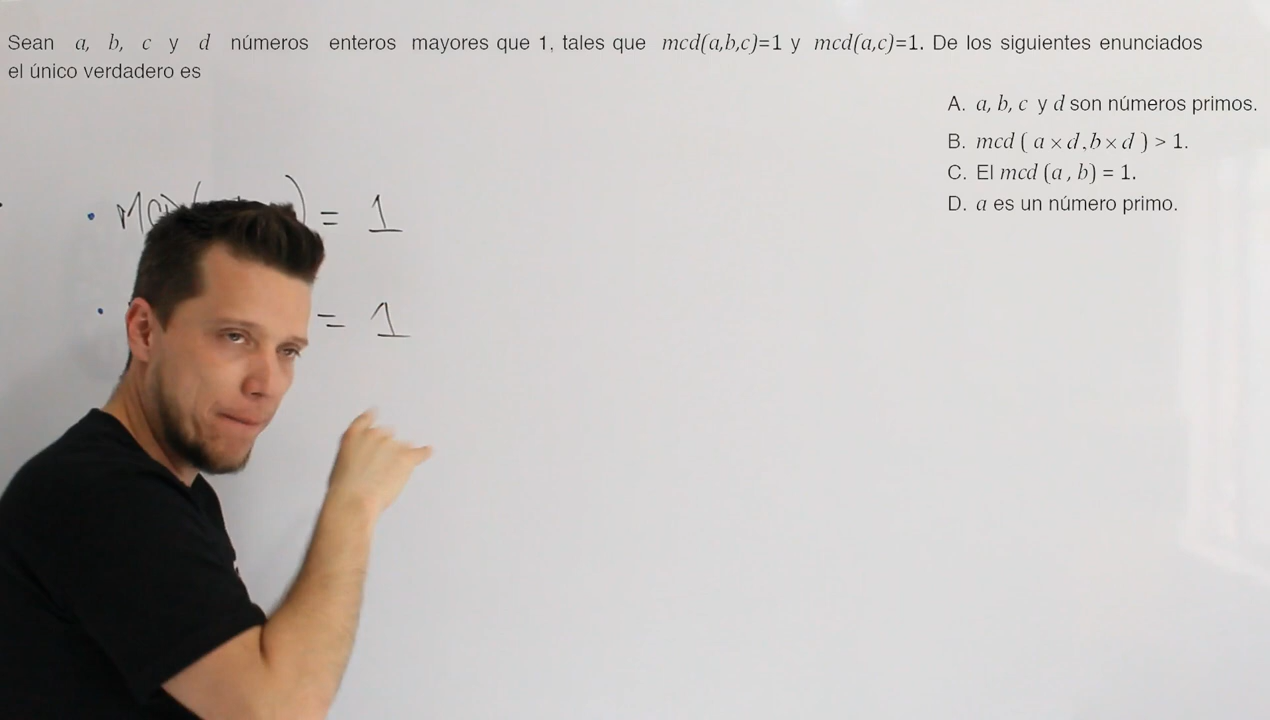 Sean a, b, c y d números enteros mayores que 1, tales que mcd(a,b,c)=1 y mcd(a,c)=1. De los siguientes enunciados
el único verdadero es
A. a, b, c y d son números primos.
B. mcd ( a × d , b × d ) > 1.
C. El mcd (a , b) = 1.
D. a es un número primo.
• MCD( ) = 1
• = 1